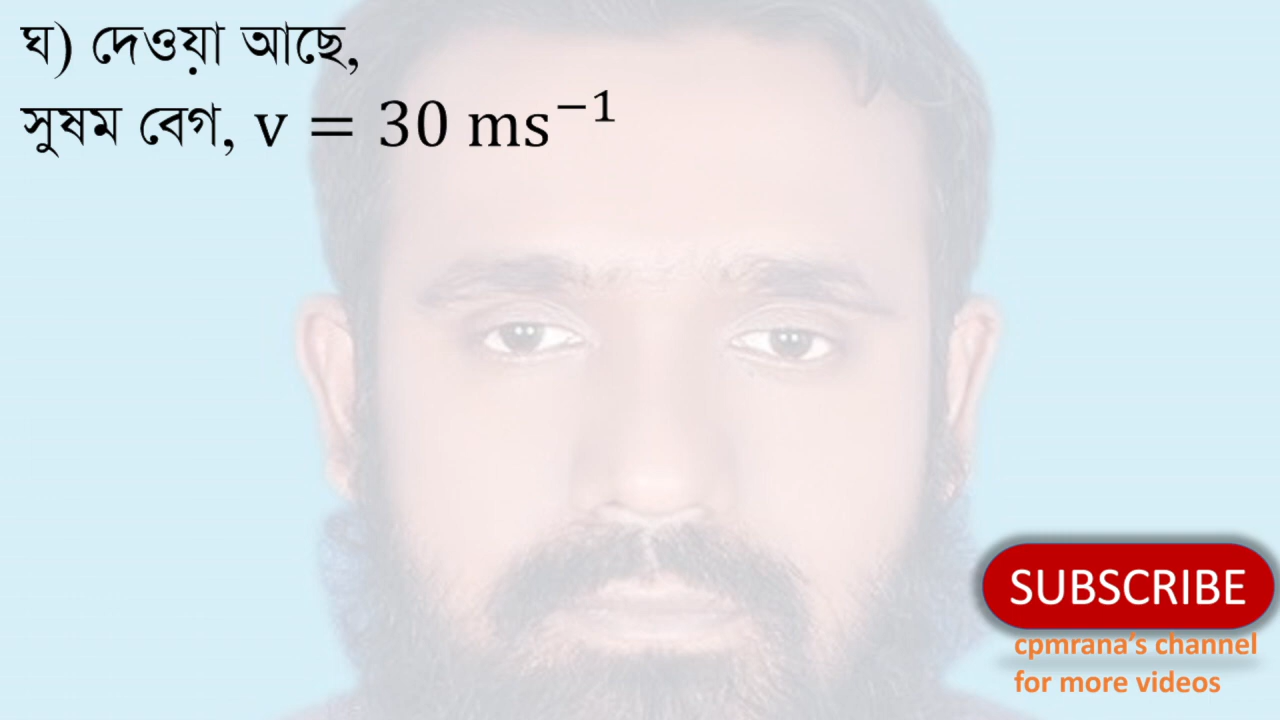 ঘ) দেওয়া আছে,
সুষম বেগ, v = 30 ms⁻¹
SUBSCRIBE
cpmrana’s channel
for more videos